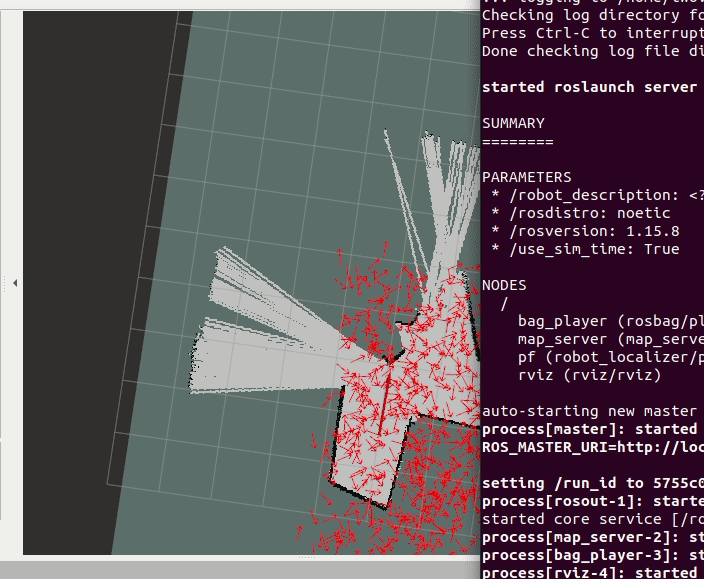 ... logging to /home/
Checking log directory fo
Press Ctrl-C to interrupt
Done checking log file di
started roslaunch server
SUMMARY
========
PARAMETERS
* /robot_description: <?
* /rosdistro: noetic
* /rosversion: 1.15.8
* /use_sim_time: True
NODES
/
bag_player (rosbag/pl
map_server (map_serve
pf (robot_localizer/p
rviz (rviz/rviz)
auto-starting new master
process[master]: started
ROS_MASTER_URI=http://loc
setting /run_id to 5755c0
process[rosout-1]: starte
started core service [/ro
process[map_server-2]: st
process[bag_player-3]: st
process[rviz-4]: started